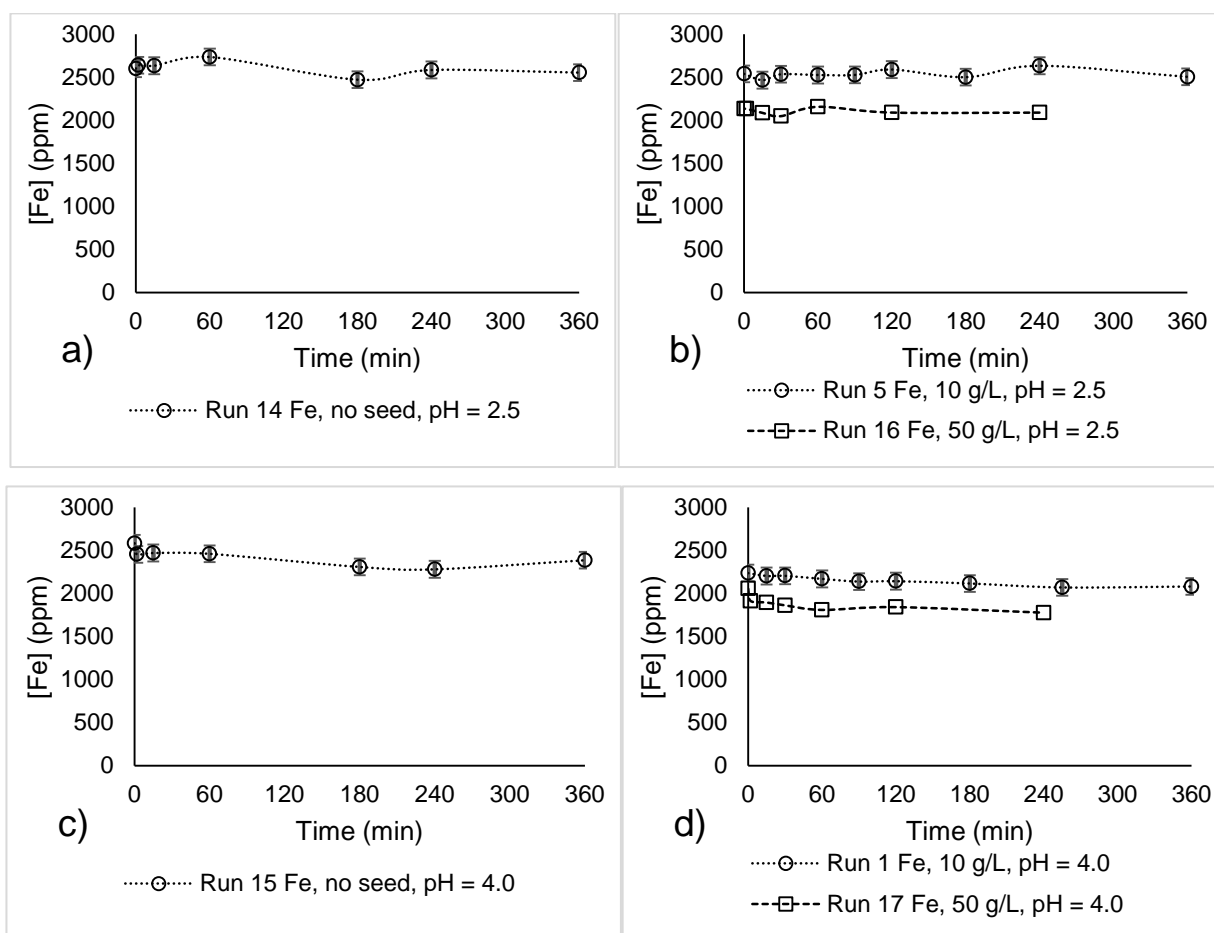 3000
2500
2000
1500
1000
500
0
[Fe] (ppm)
0 60 120 180 240 300 360
a)
Time (min)
Run 14 Fe, no seed, pH = 2.5
3000
2500
2000
1500
1000
500
0
[Fe] (ppm)
0 60 120 180 240 300 360
b)
Time (min)
Run 5 Fe, 10 g/L, pH = 2.5
Run 16 Fe, 50 g/L, pH = 2.5
3000
2500
2000
1500
1000
500
0
[Fe] (ppm)
0 60 120 180 240 300 360
c)
Time (min)
Run 15 Fe, no seed, pH = 4.0
3000
2500
2000
1500
1000
500
0
[Fe] (ppm)
0 60 120 180 240 300 360
d)
Time (min)
Run 1 Fe, 10 g/L, pH = 4.0
Run 17 Fe, 50 g/L, pH = 4.0